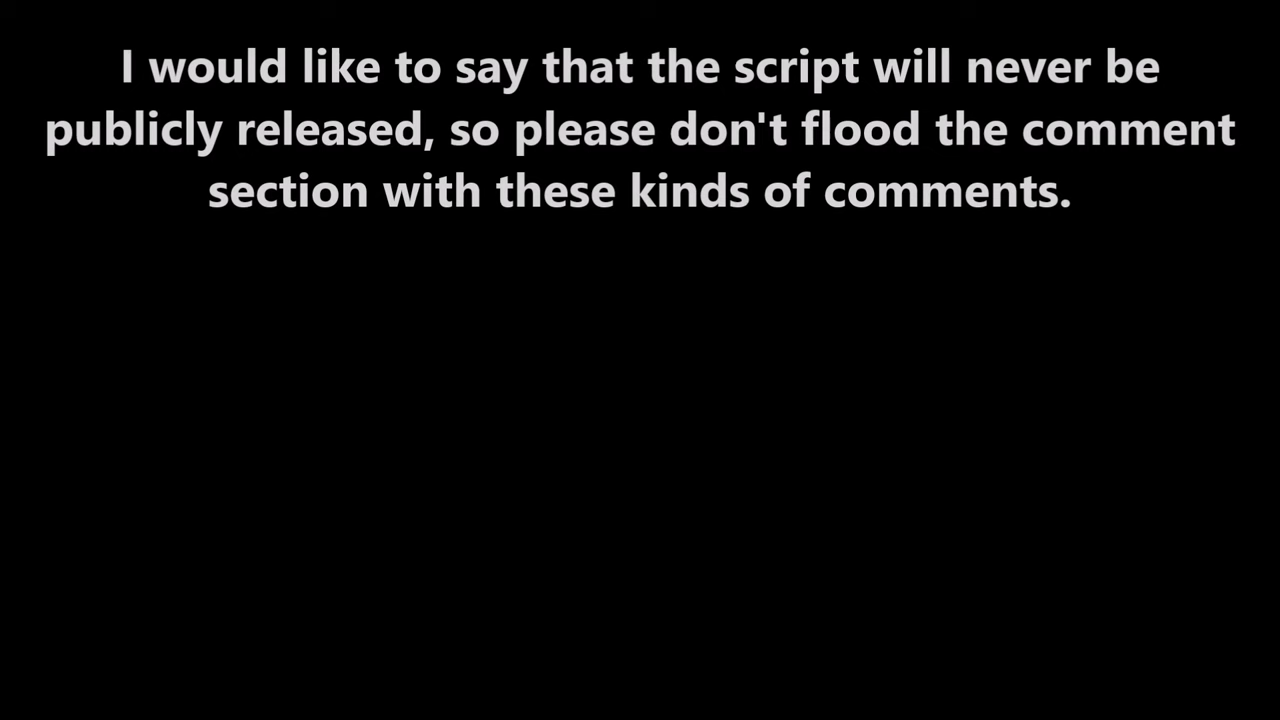 I would like to say that the script will never be
publicly released, so please don't flood the comment
section with these kinds of comments.